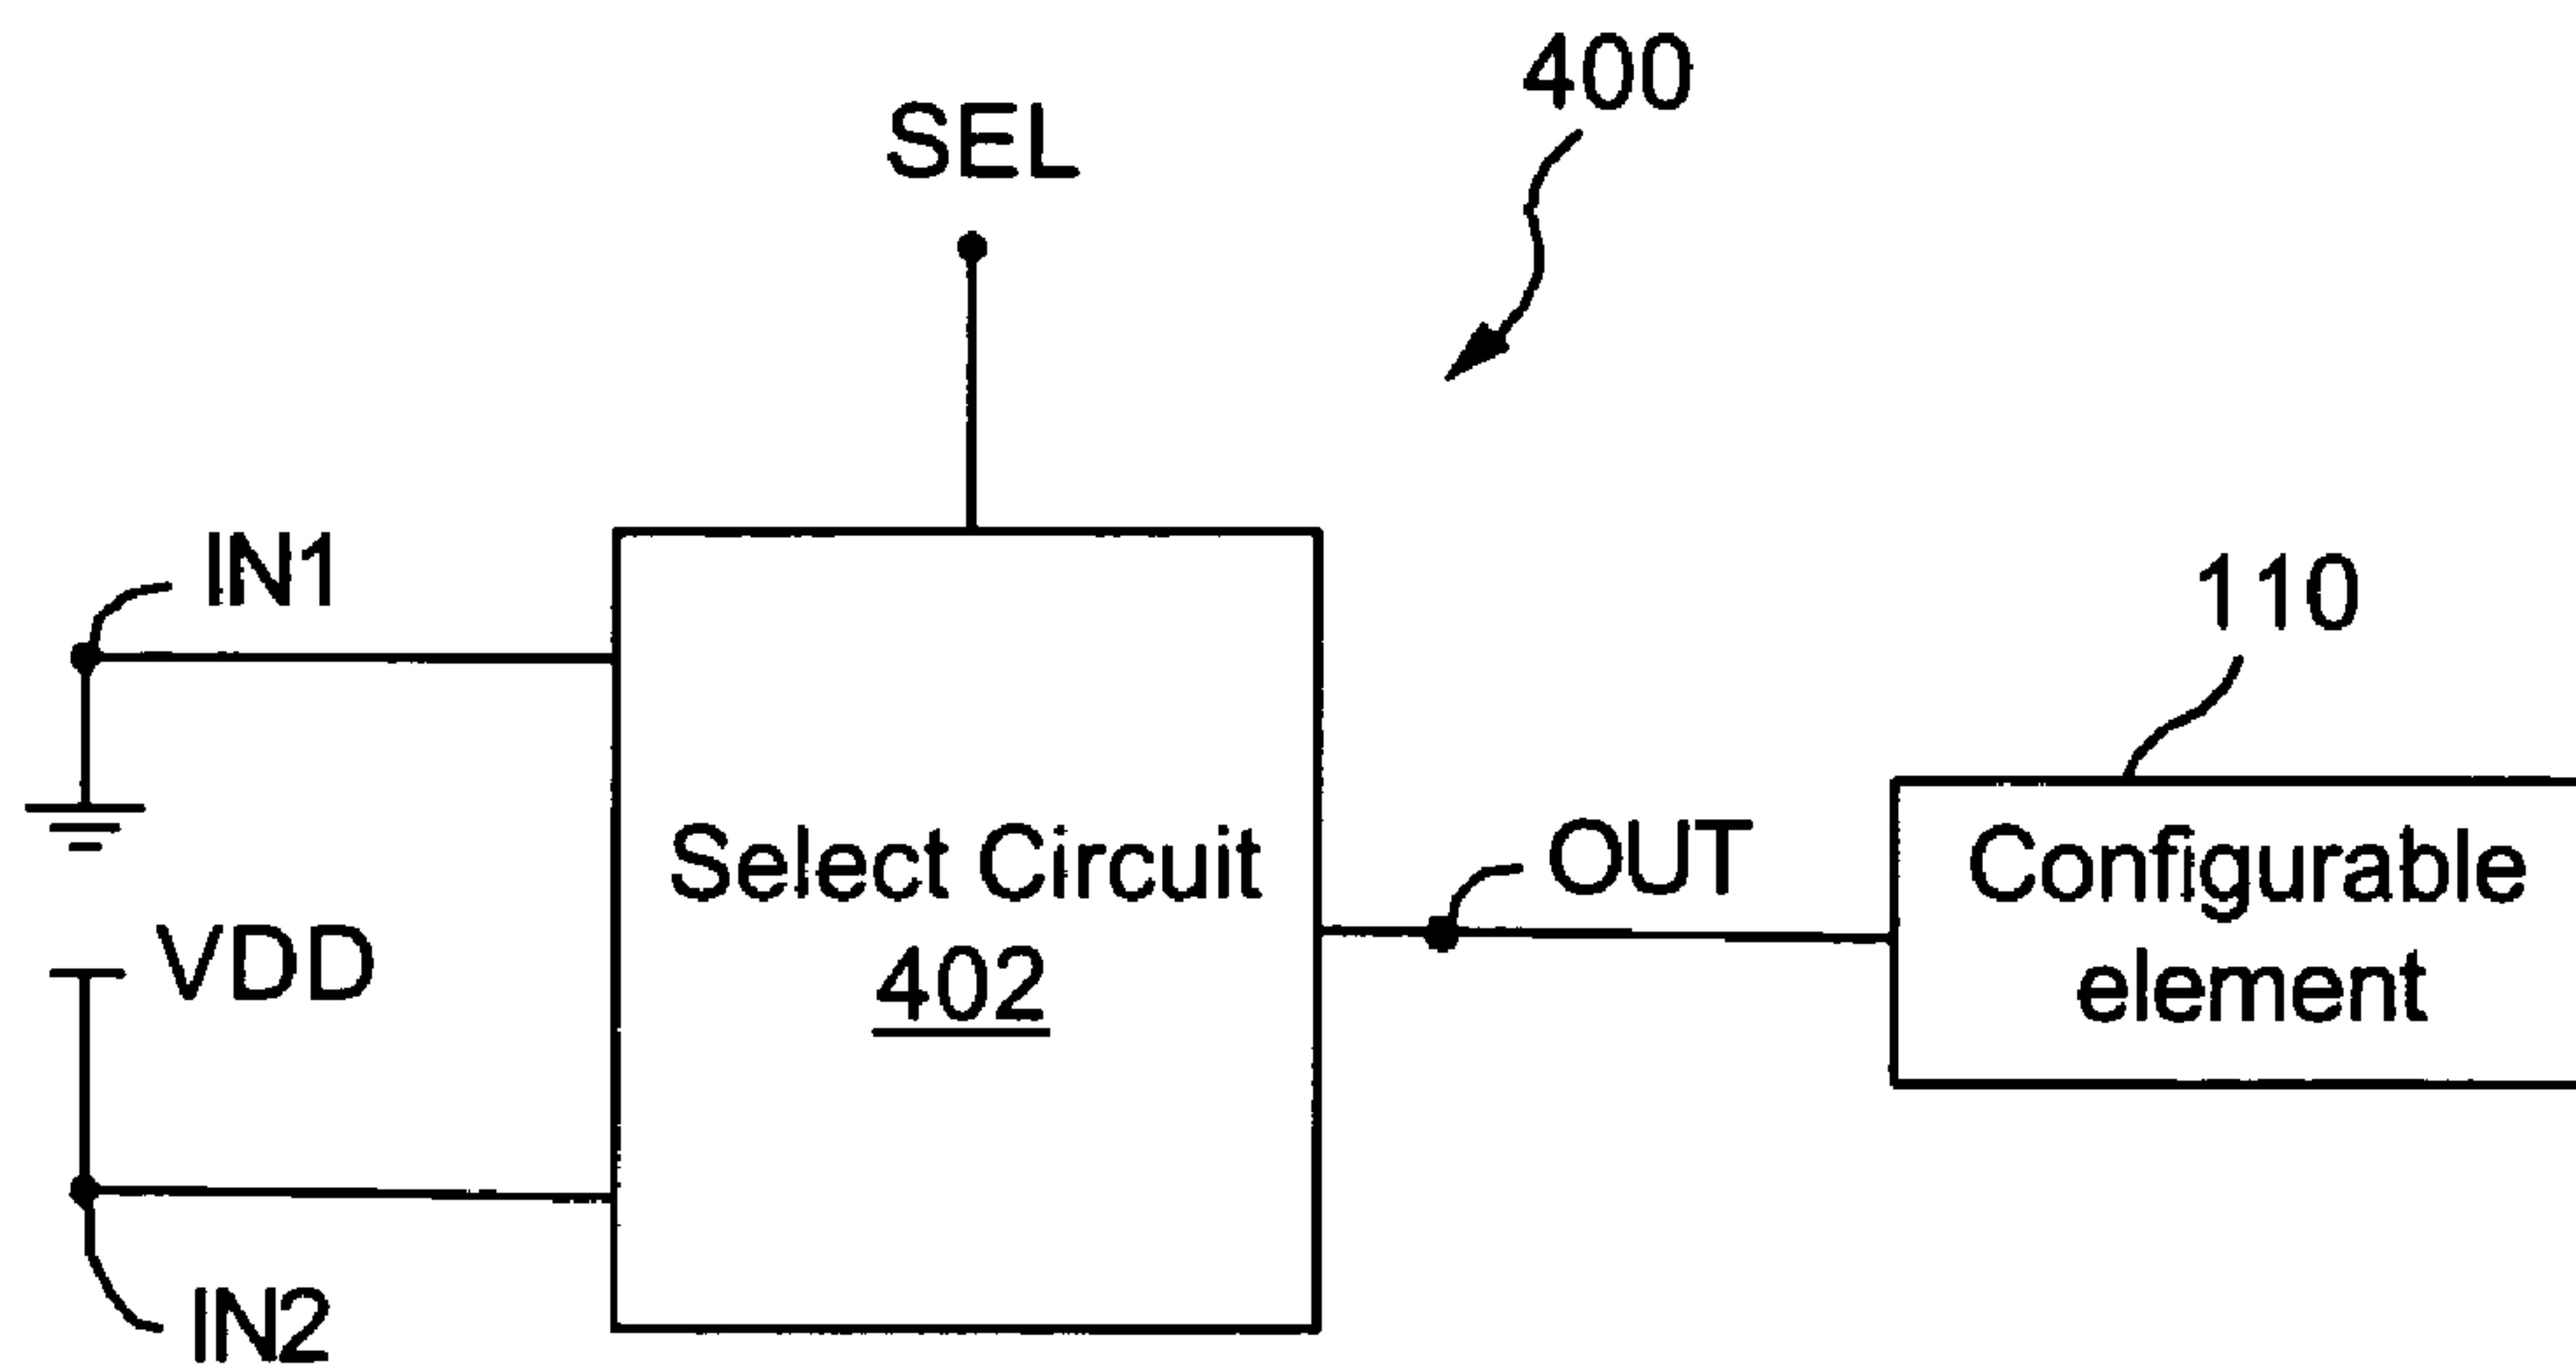 400
SEL
IN1
110
Select Circuit
402
OUT
Configurable
element
VDD
IN2